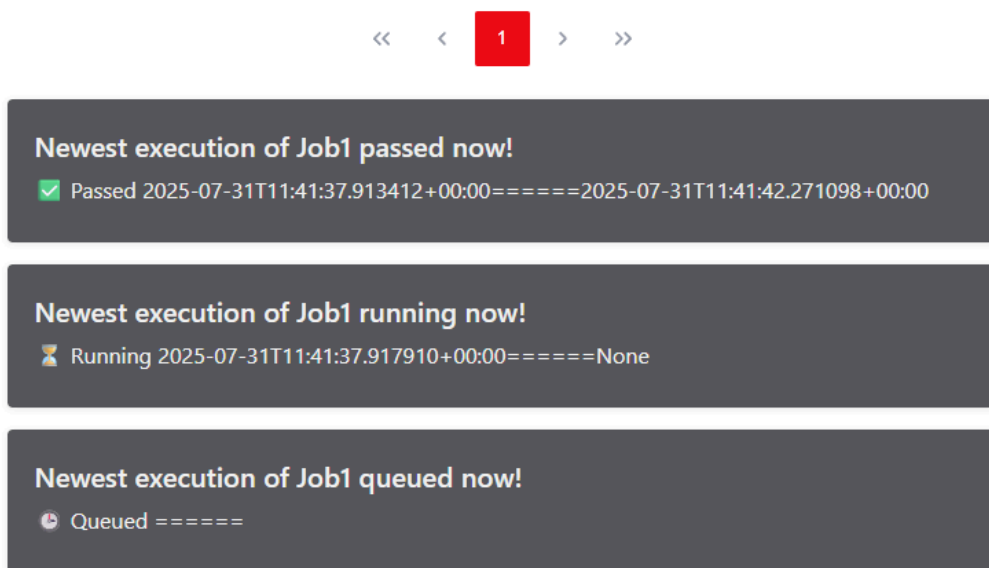 1
Newest execution of Job1 passed now!
✅ Passed 2025-07-31T11:41:37.913412+00:00======2025-07-31T11:41:42.271098+00:00
Newest execution of Job1 running now!
⏳ Running 2025-07-31T11:41:37.917910+00:00======None
Newest execution of Job1 queued now!
🕒 Queued ======